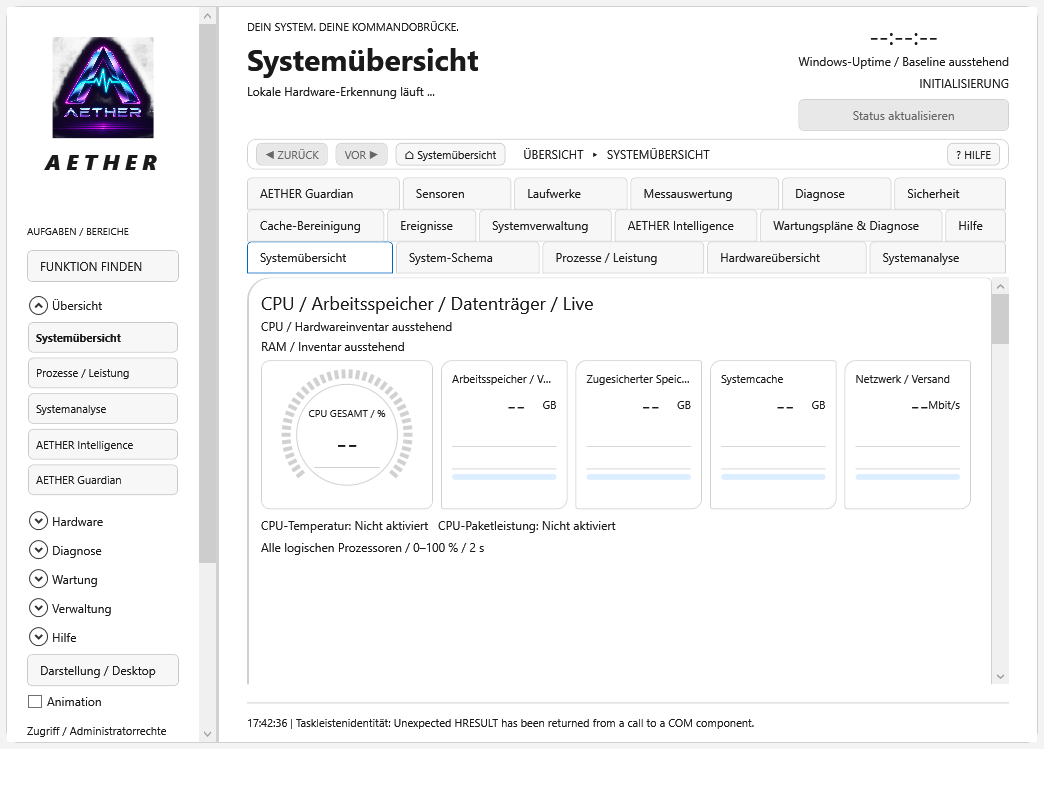 AETHER
AETHER
AUFGABEN / BEREICHE
FUNKTION FINDEN
Übersicht
Systemübersicht
Prozesse / Leistung
Systemanalyse
AETHER Intelligence
AETHER Guardian
Hardware
Diagnose
Wartung
Verwaltung
Hilfe
Darstellung / Desktop
Animation
Zugriff / Administratorrechte
DEIN SYSTEM. DEINE KOMMANDOBRÜCKE.
Systemübersicht
Lokale Hardware-Erkennung läuft ...
--:--:--
Windows-Uptime / Baseline ausstehend
INITIALISIERUNG
Status aktualisieren
◀ ZURÜCK VOR ▶ ⌂ Systemübersicht ÜBERSICHT ▸ SYSTEMÜBERSICHT ? HILFE
AETHER Guardian Sensoren Laufwerke Messauswertung Diagnose Sicherheit
Cache-Bereinigung Ereignisse Systemverwaltung AETHER Intelligence Wartungspläne & Diagnose Hilfe
Systemübersicht System-Schema Prozesse / Leistung Hardwareübersicht Systemanalyse
CPU / Arbeitsspeicher / Datenträger / Live
CPU / Hardwareinventar ausstehend
RAM / Inventar ausstehend
CPU GESAMT / %
--
Arbeitsspeicher / V...
-- GB
Zugesicherter Speic...
-- GB
Systemcache
-- GB
Netzwerk / Versand
--Mbit/s
CPU-Temperatur: Nicht aktiviert CPU-Paketleistung: Nicht aktiviert
Alle logischen Prozessoren / 0–100 % / 2 s
17:42:36 | Taskleistenidentität: Unexpected HRESULT has been returned from a call to a COM component.